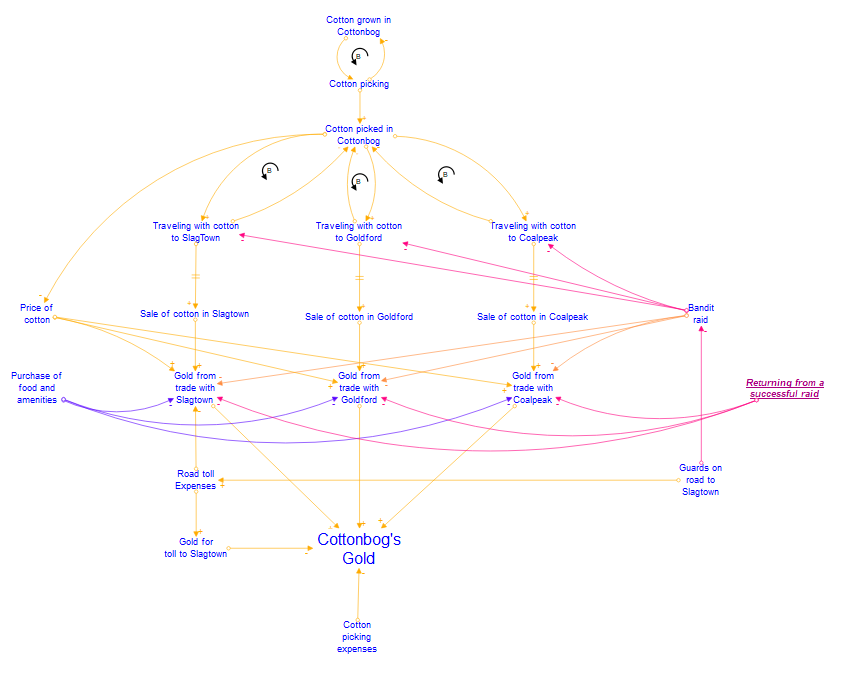 Cotton grown in
Cottonbog
B
Cotton picking
Cotton picked in
Cottonbog
B
B
B
Traveling with cotton
to SlagTown
Traveling with cotton
to Goldford
Traveling with cotton
to Coalpeak
Price of
cotton
Sale of cotton in Slagtown
Sale of cotton in Goldford
Sale of cotton in Coalpeak
Bandit
raid
Purchase of
food and
amenities
Gold from
trade with
Slagtown
Gold from
trade with
Goldford
Gold from
trade with
Coalpeak
Returning from a
successful raid
Road toll
Expenses
Guards on
road to
Slagtown
Gold for
toll to Slagtown
Cottonbog's
Gold
Cotton
picking
expenses